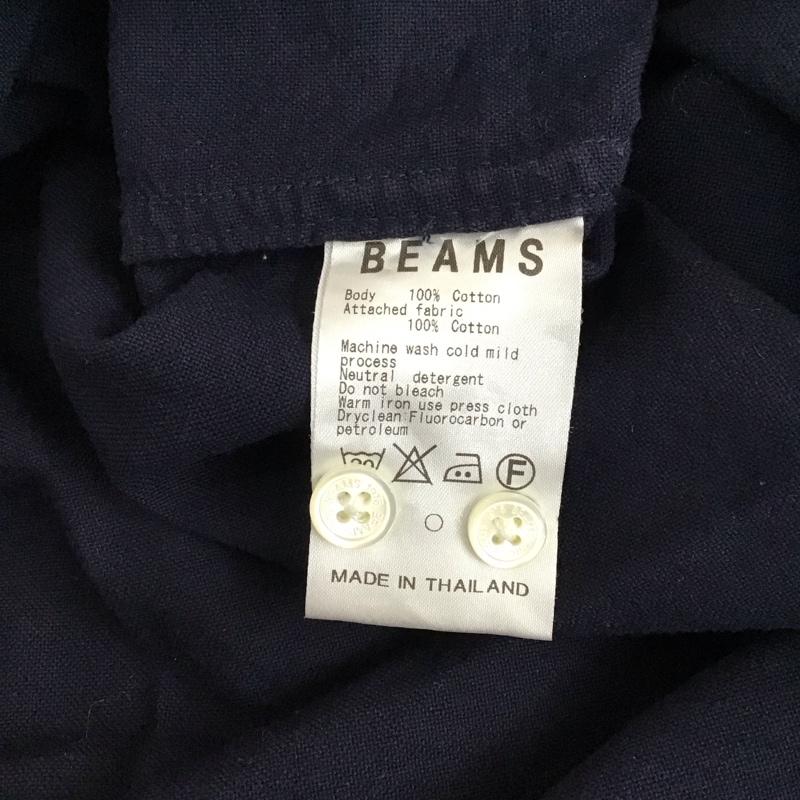 BEAMS
Body 100% Cotton
Attached fabric
100% Cotton
Machine wash cold mild
process
Neutral detergent
Do not bleach
Warm iron use press cloth
Dryclean Fluorocarbon or
petroleum
F
MADE IN THAILAND